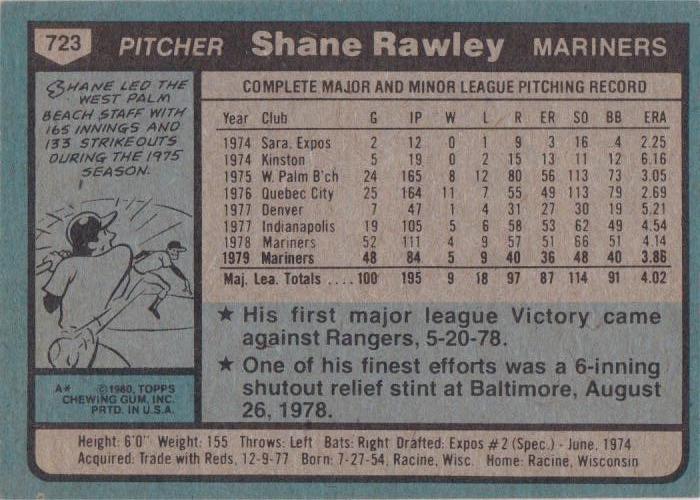 723 PITCHER Shane Rawley MARINERS
SHANE LED THE
WEST PALM
BEACH STAFF WITH
165 INNINGS AND
133 STRIKEOUTS
DURING THE 1975
SEASON.
COMPLETE MAJOR AND MINOR LEAGUE PITCHING RECORD
Year Club G IP W L R ER SO BB ERA
1974 Sara. Expos 2 12 0 1 9 3 16 4 2.25
1974 Kinston 5 19 0 2 15 13 11 12 6.16
1975 W. Palm B'ch 24 165 8 12 80 56 113 73 3.05
1976 Quebec City 25 164 11 7 55 49 113 79 2.69
1977 Denver 7 47 1 4 31 27 30 19 5.21
1977 Indianapolis 19 105 5 6 58 53 62 49 4.54
1978 Mariners 52 111 4 9 57 51 66 51 4.14
1979 Mariners 48 84 5 9 40 36 48 40 3.86
Maj. Lea. Totals .... 100 195 9 18 97 87 114 91 4.02
★ His first major league Victory came
against Rangers, 5-20-78.
★ One of his finest efforts was a 6-inning
shutout relief stint at Baltimore, August
26, 1978.
A* ©1980, TOPPS
CHEWING GUM, INC.
PRTD. IN U.S.A.
Height: 6'0" Weight: 155 Throws: Left Bats: Right Drafted: Expos #2 (Spec.) - June, 1974
Acquired: Trade with Reds, 12-9-77 Born: 7-27-54, Racine, Wisc. Home: Racine, Wisconsin